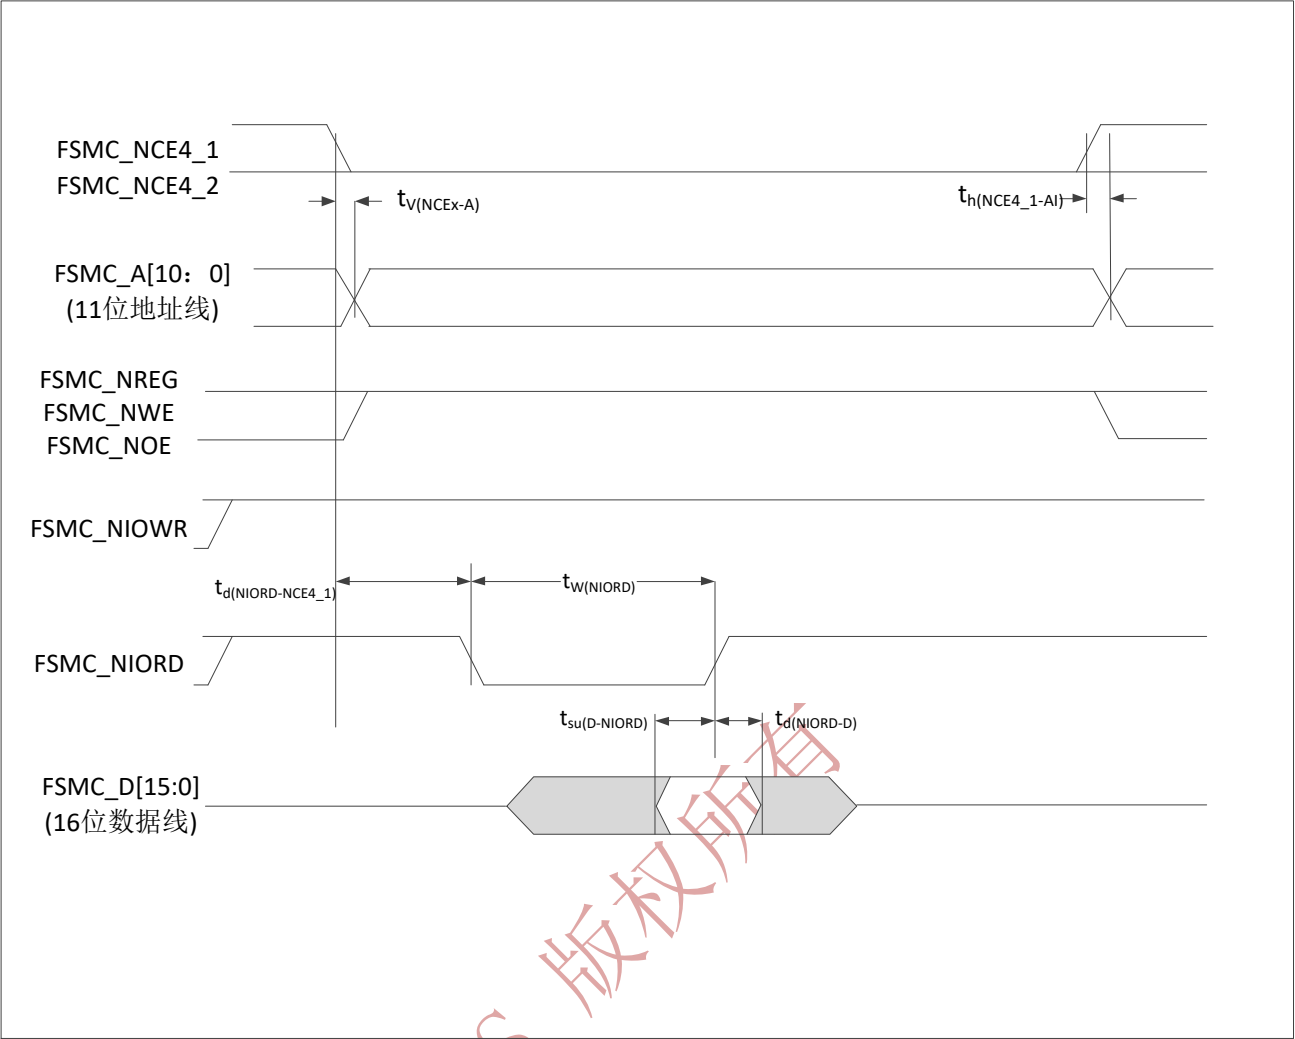 FSMC_NCE4_1
FSMC_NCE4_2
tV(NCEx-A)
th(NCE4_1-AI)
FSMC_A[10：0]
(11位地址线)
FSMC_NREG
FSMC_NWE
FSMC_NOE
FSMC_NIOWR
td(NIORD-NCE4_1)
tW(NIORD)
FSMC_NIORD
tsu(D-NIORD)
td(NIORD-D)
FSMC_D[15:0]
(16位数据线)
S 版权所有